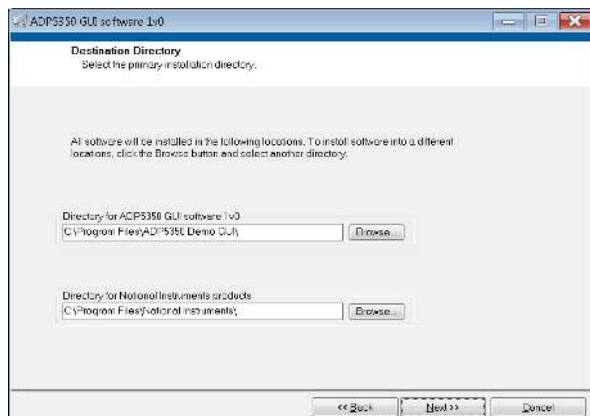 ADP5350 GUI software 1v0
Destination Directory
Select the primary installation directory.
All software will be installed in the following locations. To install software into a different
locations, click the Browse button and select another directory.
Directory for ADP5350 GUI software 1v0
C:\Program Files\ADP5350 Demo GUI\
Browse...
Directory for National Instruments products
C:\Program Files\National Instruments\
Browse...
<< Back
Next >>
Cancel